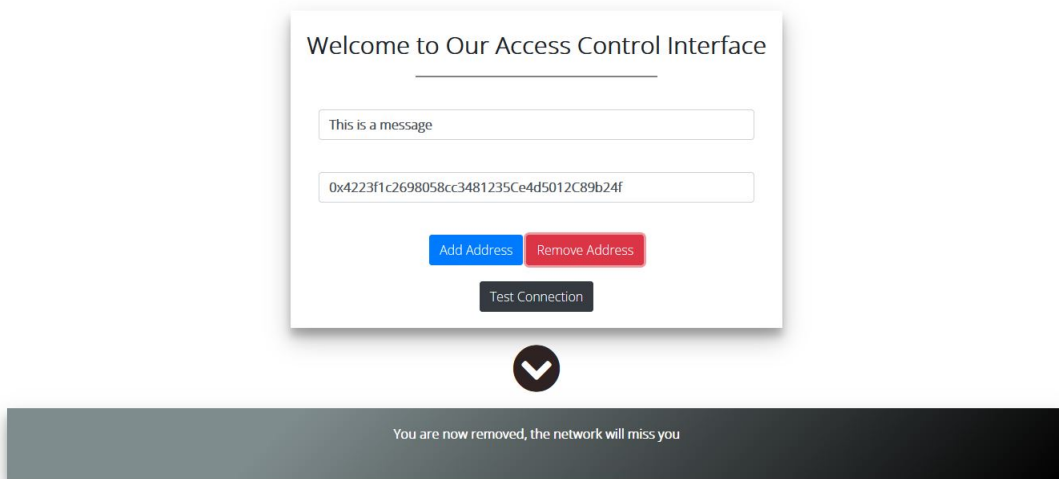 Welcome to Our Access Control Interface
This is a message
0x4223f1c2698058cc3481235Ce4d5012C89b24f
Add Address Remove Address
Test Connection
You are now removed, the network will miss you